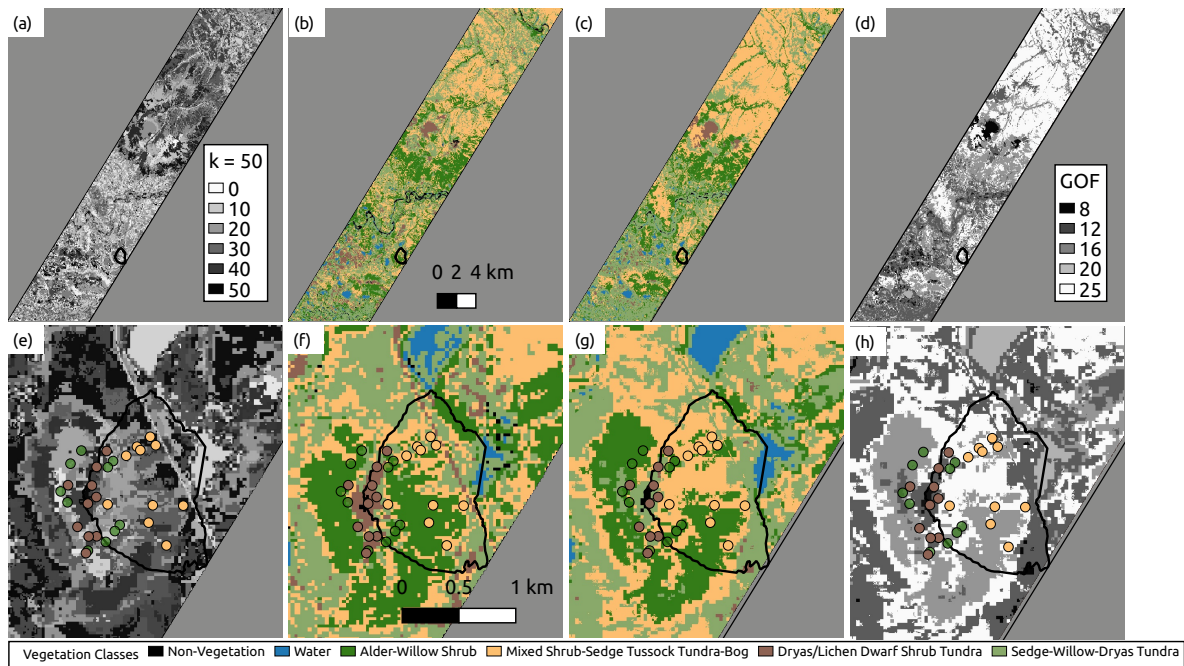 (a)
(b)
(c)
(d)
k = 50
0
10
20
30
40
50
0 2 4 km
GOF
8
12
16
20
25
(e)
(f)
(g)
(h)
0 0.5 1 km
Vegetation Classes Non-Vegetation Water Alder-Willow Shrub Mixed Shrub-Sedge Tussock Tundra-Bog Dryas/Lichen Dwarf Shrub Tundra Sedge-Willow-Dryas Tundra